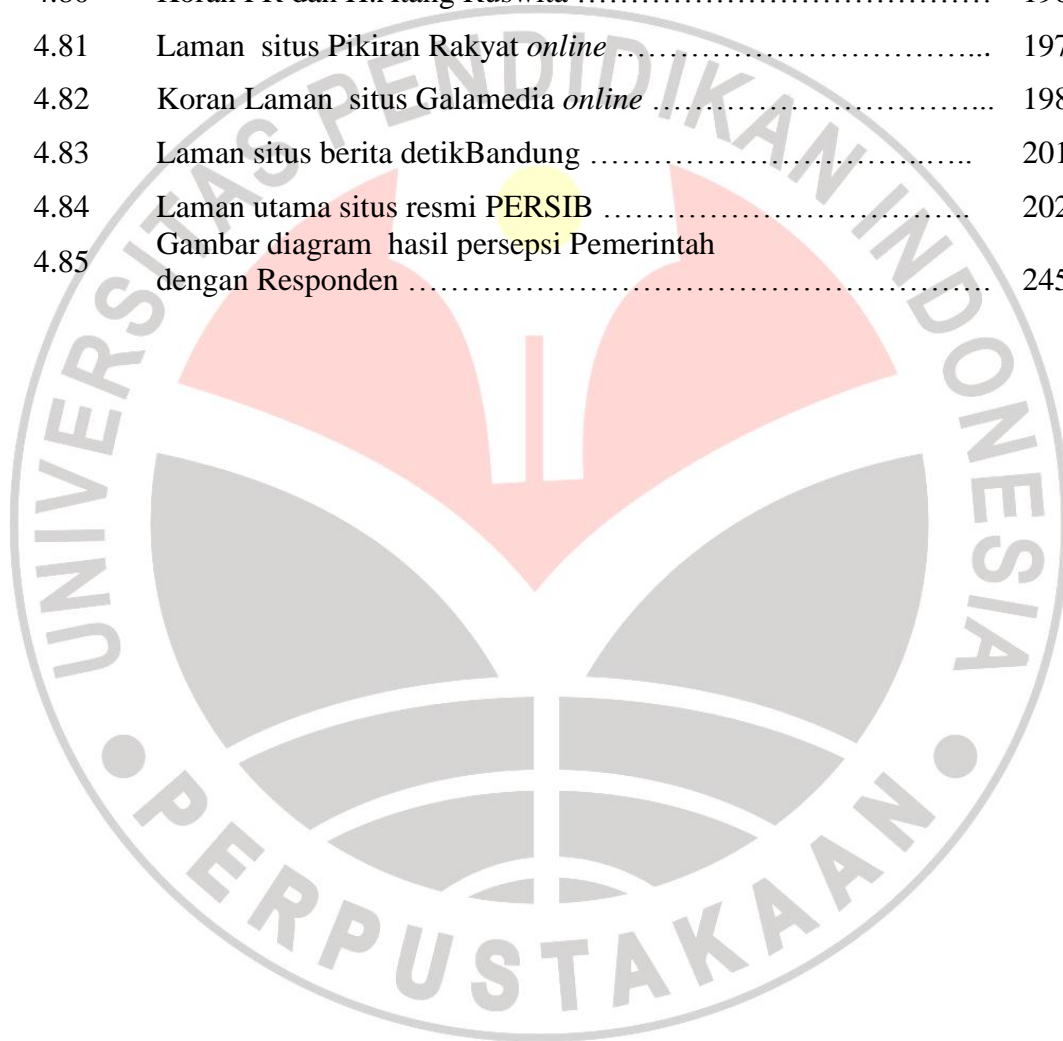 4.81 Laman situs Pikiran Rakyat online ………………………………... 197
4.82 Koran Laman situs Galamedia online …………………………... 198
4.83 Laman situs berita detikBandung …………………………..….. 201
4.84 Laman utama situs resmi PERSIB ……………………………….. 202
4.85 Gambar diagram hasil persepsi Pemerintah
dengan Responden ………………………………………………. 245
UNIVERSITAS PENDIDIKAN INDONESIA
PERPUSTAKAAN